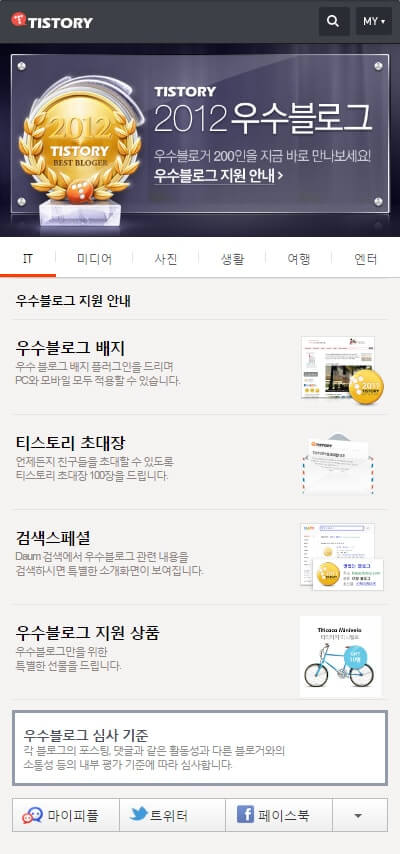 TISTORY
MY
2012
TISTORY
BEST BLOGER
TISTORY
2012 우수블로그
우수블로거 200인을 지금 바로 만나보세요!
우수블로그 지원 안내 >
IT 미디어 사진 생활 여행 엔터
우수블로그 지원 안내
우수블로그 배지
우수 블로그 배지 플러그인을 드리며
PC와 모바일 모두 적용할 수 있습니다.
TISTORY
티스토리 초대장
언제든지 친구들을 초대할 수 있도록
티스토리 초대장 100장을 드립니다.
TISTORY
검색스페셜
Daum 검색에서 우수블로그 관련 내용을
검색하시면 특별한 소개화면이 보여집니다.
우수블로그 지원 상품
우수블로그만을 위한
특별한 선물을 드립니다.
Titicaca Minivelo
우수블로그 심사 기준
각 블로그의 포스팅, 댓글과 같은 활동성과 다른 블로거와의
소통성 등의 내부 평가 기준에 따라 심사합니다.
마이피플 트위터 페이스북